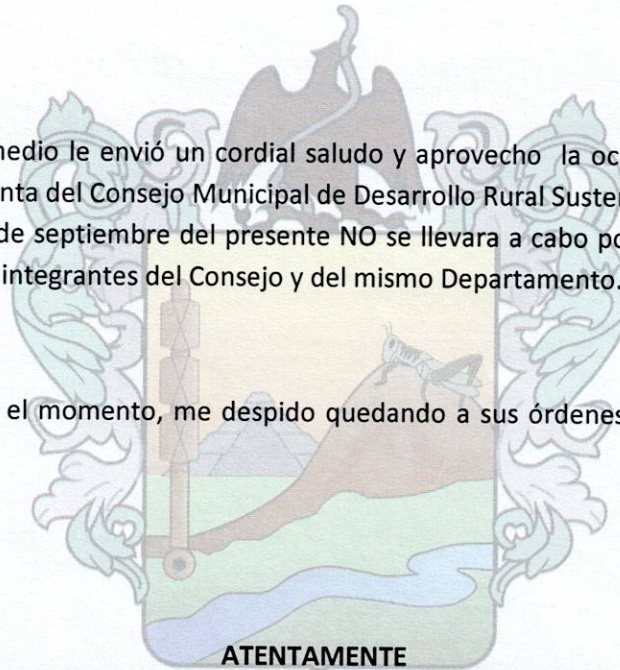 medio le envió un cordial saludo y aprovecho la oc
nta del Consejo Municipal de Desarrollo Rural Susten
de septiembre del presente NO se llevara a cabo po
integrantes del Consejo y del mismo Departamento.
el momento, me despido quedando a sus órdenes
ATENTAMENTE